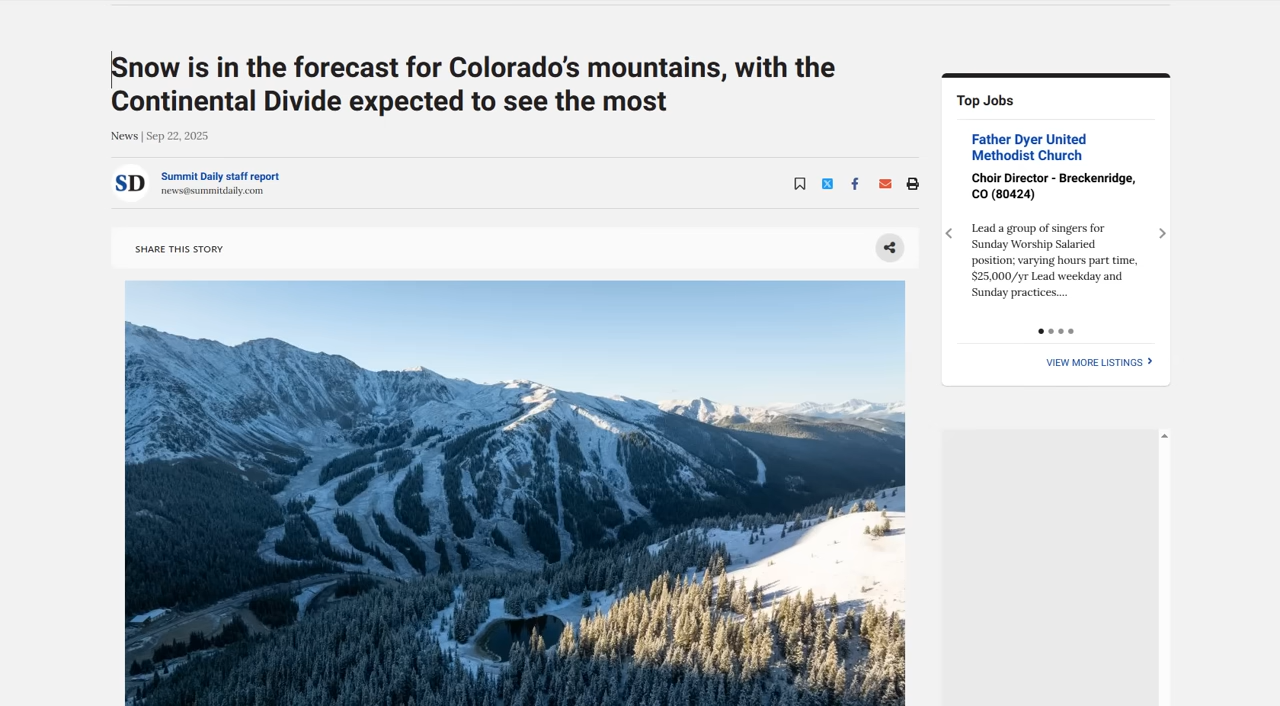 Snow is in the forecast for Colorado’s mountains, with the
Continental Divide expected to see the most
News | Sep 22, 2025
SD
Summit Daily staff report
news@summitdaily.com
SHARE THIS STORY
Top Jobs
Father Dyer United
Methodist Church
Choir Director - Breckenridge,
CO (80424)
Lead a group of singers for
Sunday Worship Salaried
position; varying hours part time,
$25,000/yr Lead weekday and
Sunday practices....
VIEW MORE LISTINGS